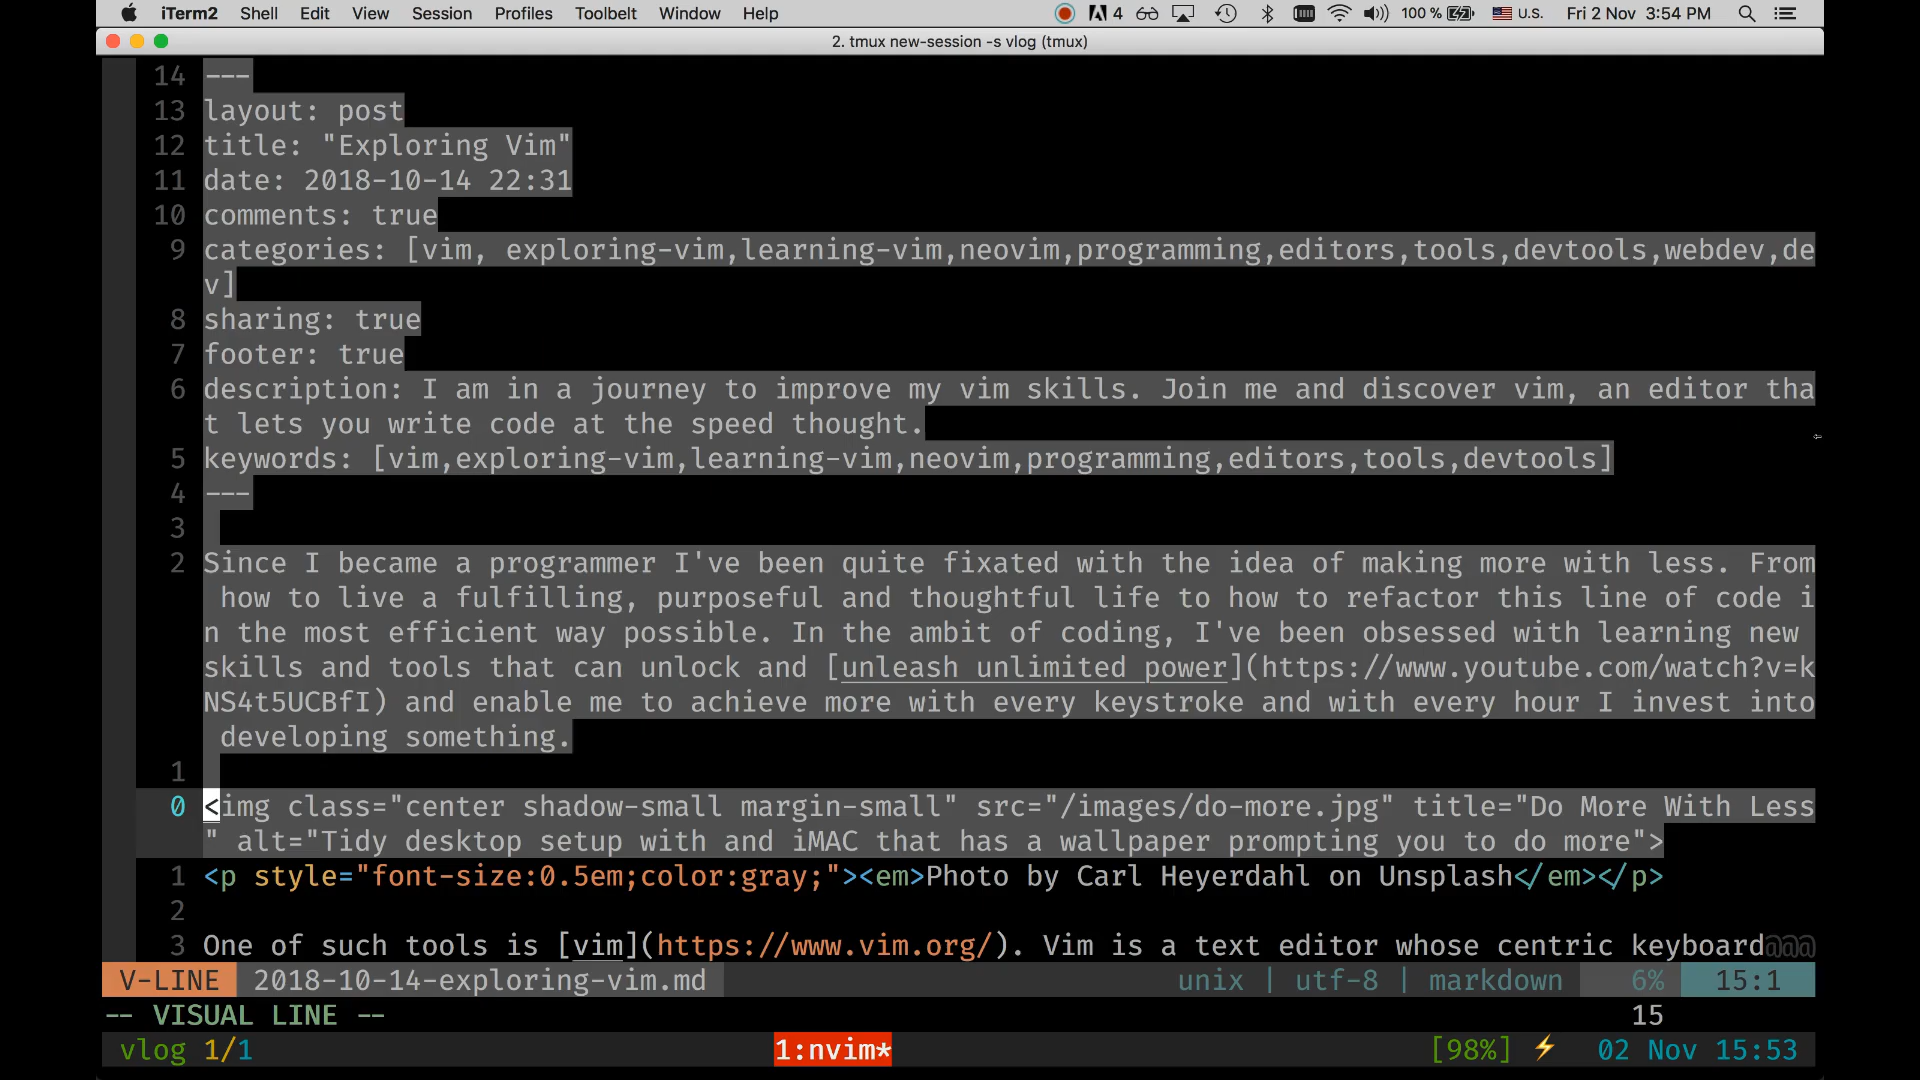 iTerm2 Shell Edit View Session Profiles Toolbelt Window Help 4 100 % U.S. Fri 2 Nov 3:54 PM
2. tmux new-session -s vlog (tmux)
14 ---
13 layout: post
12 title: "Exploring Vim"
11 date: 2018-10-14 22:31
10 comments: true
9 categories: [vim, exploring-vim,learning-vim,neovim,programming,editors,tools,devtools,webdev,de
v]
8 sharing: true
7 footer: true
6 description: I am in a journey to improve my vim skills. Join me and discover vim, an editor tha
t lets you write code at the speed thought.
5 keywords: [vim,exploring-vim,learning-vim,neovim,programming,editors,tools,devtools]
4 ---
3
2 Since I became a programmer I've been quite fixated with the idea of making more with less. From
how to live a fulfilling, purposeful and thoughtful life to how to refactor this line of code i
n the most efficient way possible. In the ambit of coding, I've been obsessed with learning new
skills and tools that can unlock and [unleash unlimited power](https://www.youtube.com/watch?v=k
NS4t5UCBfI) and enable me to achieve more with every keystroke and with every hour I invest into
developing something.
1
0 <img class="center shadow-small margin-small" src="/images/do-more.jpg" title="Do More With Less
" alt="Tidy desktop setup with and iMAC that has a wallpaper prompting you to do more">
1 <p style="font-size:0.5em;color:gray;"><em>Photo by Carl Heyerdahl on Unsplash</em></p>
2
3 One of such tools is [vim](https://www.vim.org/). Vim is a text editor whose centric keyboard@@@
V-LINE 2018-10-14-exploring-vim.md unix | utf-8 | markdown 6% 15:1
-- VISUAL LINE -- 15
vlog 1/1 1:nvim* [98%] ⚡ 02 Nov 15:53